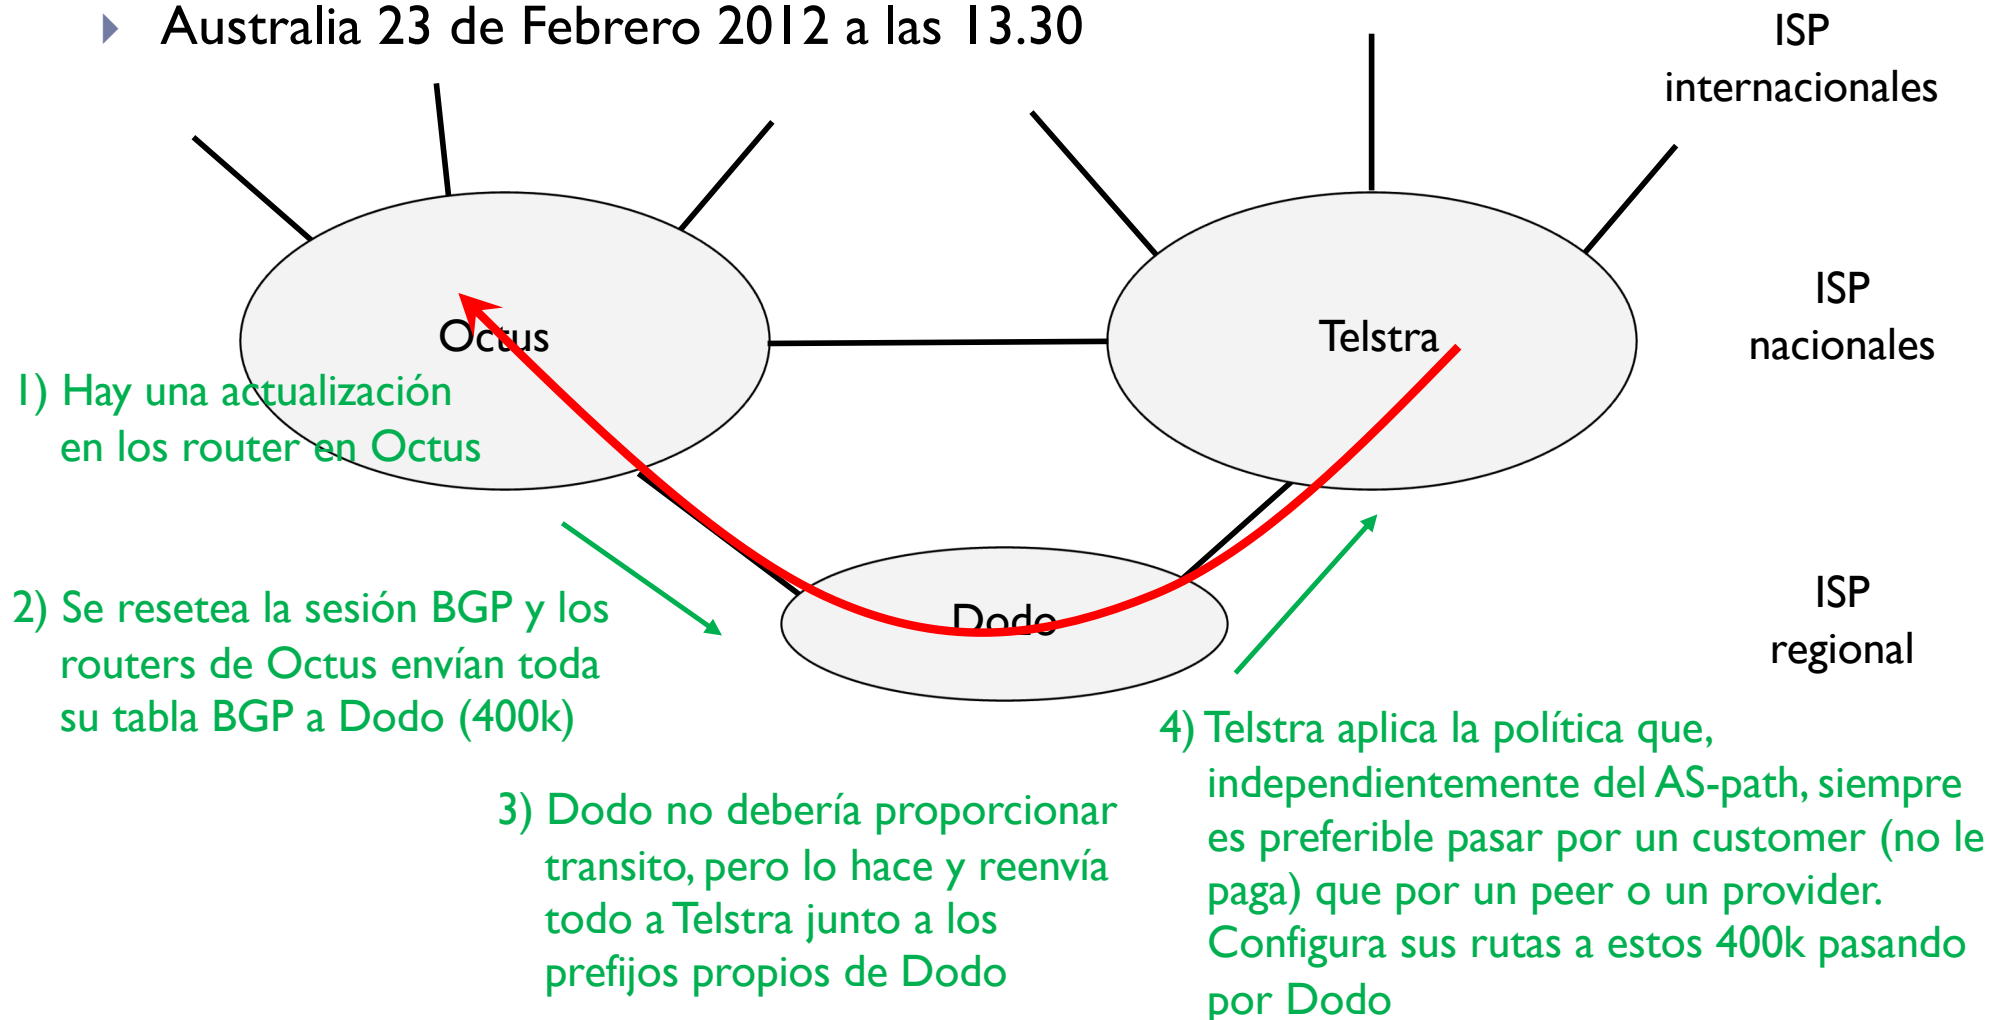 Australia 23 de Febrero 2012 a las 13.30
ISP
internacionales
Octus
Telstra
ISP
nacionales
1) Hay una actualización
en los router en Octus
2) Se resetea la sesión BGP y los
routers de Octus envían toda
su tabla BGP a Dodo (400k)
Dodo
ISP
regional
3) Dodo no debería proporcionar
transito, pero lo hace y reenvía
todo a Telstra junto a los
prefijos propios de Dodo
4) Telstra aplica la política que,
independientemente del AS-path, siempre
es preferible pasar por un customer (no le
paga) que por un peer o un provider.
Configura sus rutas a estos 400k pasando
por Dodo